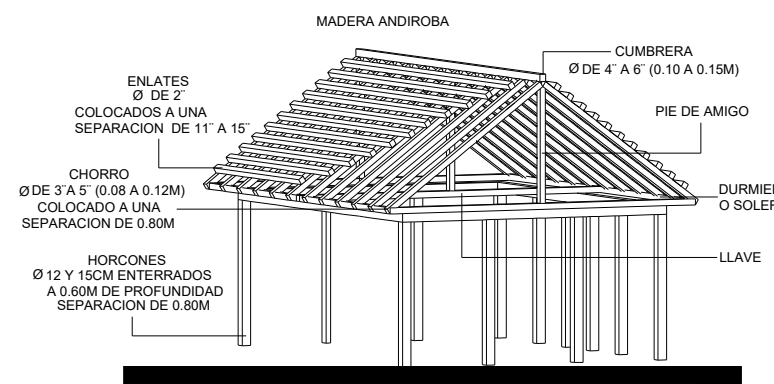 MADERA ANDIROBA
CUMBRERA
Ø DE 4¨ A 6¨ (0.10 A 0.15M)
ENLATES
Ø DE 2¨
COLOCADOS A UNA
SEPARACION DE 11¨ A 15¨
PIE DE AMIGO
CHORRO
Ø DE 3¨A 5¨ (0.08 A 0.12M)
COLOCADO A UNA
SEPARACION DE 0.80M
O
LLAVE
HORCONES
Ø 12 Y 15CM ENTERRADOS
A 0.60M DE PROFUNDIDAD
SEPARACION DE 0.80M